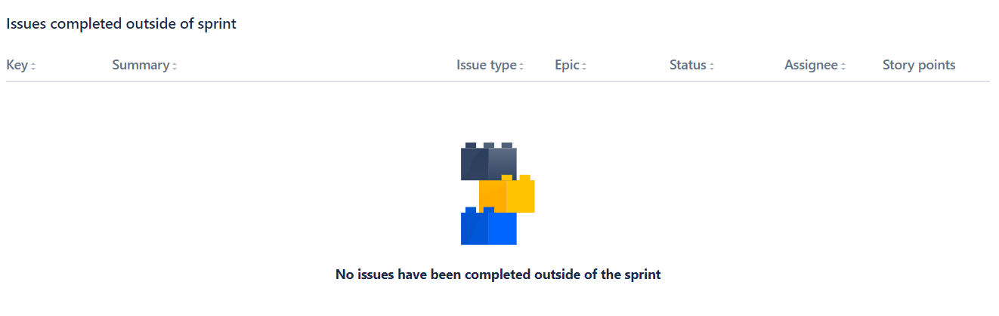 Issues completed outside of sprint
Key Summary Issue type Epic Status Assignee Story points
No issues have been completed outside of the sprint